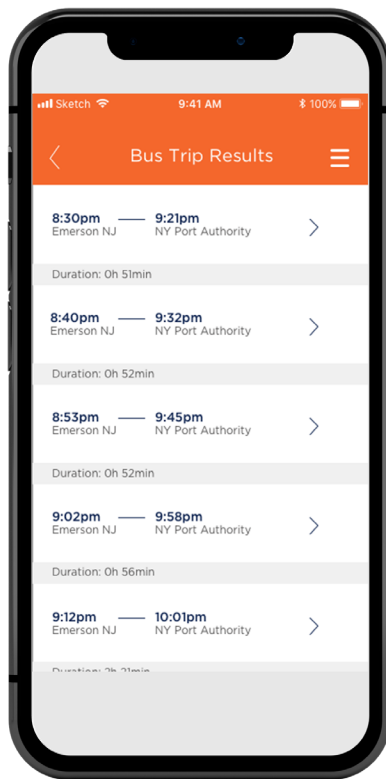 Sketch 9:41 AM 100%
Bus Trip Results
8:30pm 9:21pm
Emerson NJ NY Port Authority
Duration: 0h 51min
8:40pm 9:32pm
Emerson NJ NY Port Authority
Duration: 0h 52min
8:53pm 9:45pm
Emerson NJ NY Port Authority
Duration: 0h 52min
9:02pm 9:58pm
Emerson NJ NY Port Authority
Duration: 0h 56min
9:12pm 10:01pm
Emerson NJ NY Port Authority
Duration: 2h 21min